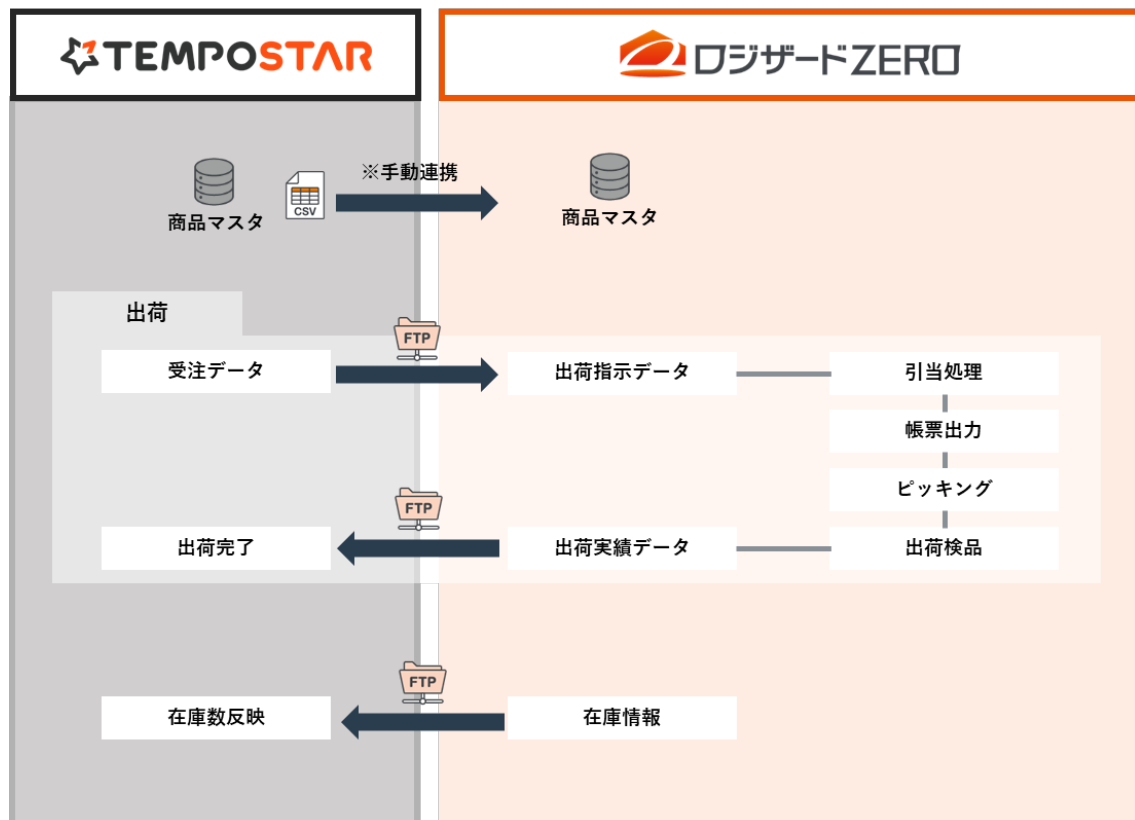 TEMPOSTAR
ロジザードZERO
※手動連携
CSV
商品マスタ
商品マスタ
出荷
FTP
受注データ
出荷指示データ
引当処理
帳票出力
ピッキング
FTP
出荷完了
出荷実績データ
出荷検品
FTP
在庫数反映
在庫情報